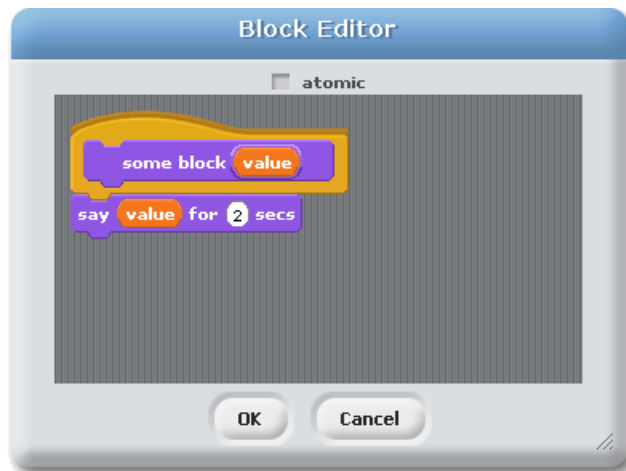 Block Editor
atomic
some block value
say value for 2 secs
OK Cancel